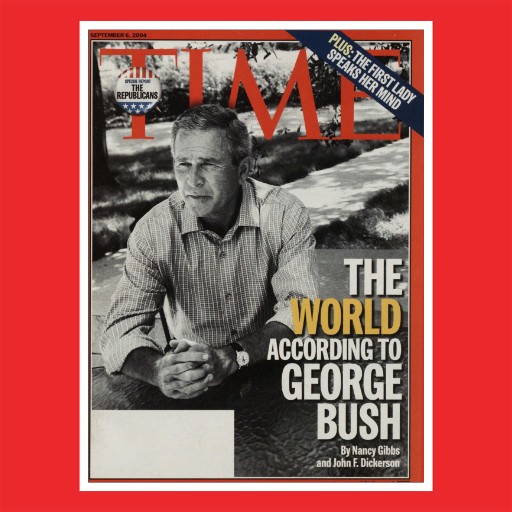 SEPTEMBER 6, 2004
TIME
SPECIAL REPORT
THE
REPUBLICANS
PLUS: THE FIRST LADY
SPEAKS HER MIND
THE
WORLD
ACCORDING TO
GEORGE
BUSH
By Nancy Gibbs
and John F. Dickerson